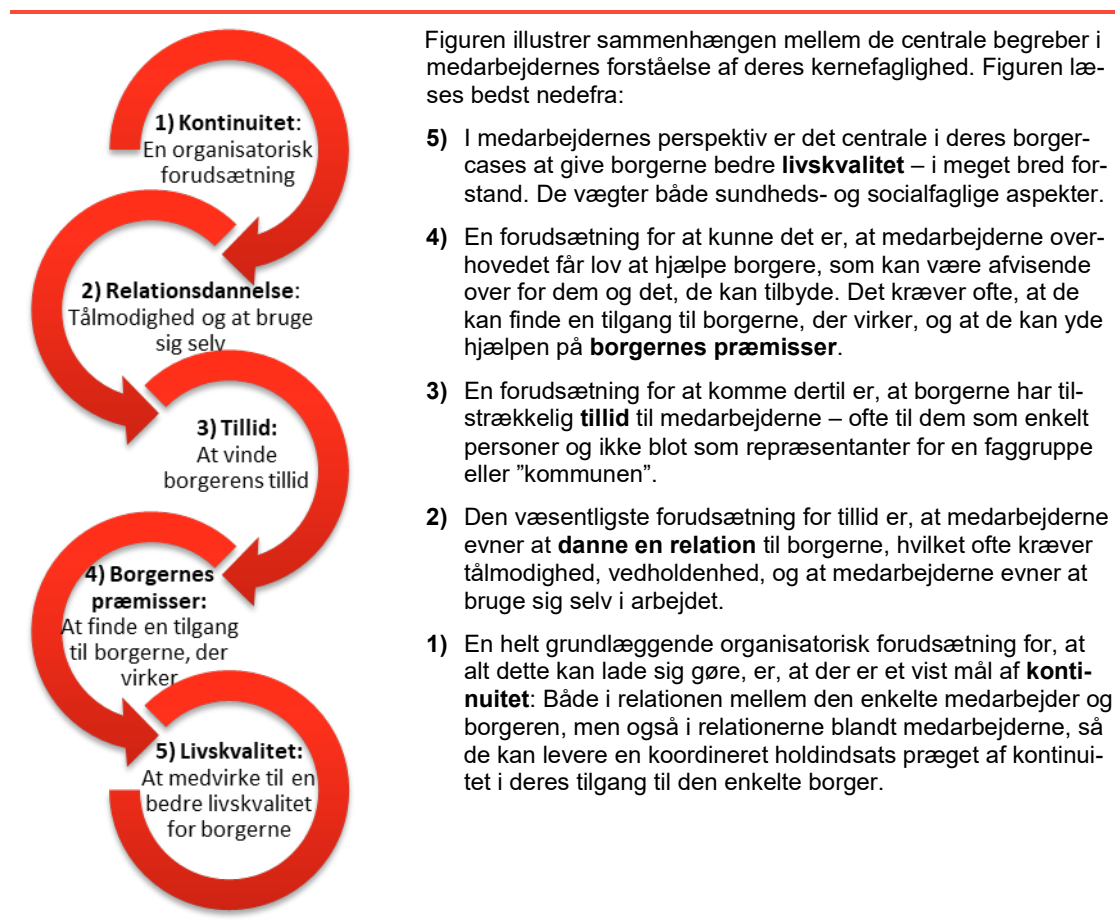 1) Kontinuitet:
En organisatorisk
forudsætning
2) Relationsdannelse:
Tålmodighed og at bruge
sig selv
3) Tillid:
At vinde
borgerens tillid
4) Borgernes
præmisser:
At finde en tilgang
til borgerne, der
virker
5) Livskvalitet:
At medvirke til en
bedre livskvalitet
for borgerne
Figuren illustrer sammenhængen mellem de centrale begreber i
medarbejdernes forståelse af deres kernefaglighed. Figuren læ-
ses bedst nedefra:
5) I medarbejdernes perspektiv er det centrale i deres borger-
cases at give borgerne bedre livskvalitet – i meget bred for-
stand. De vægter både sundheds- og socialfaglige aspekter.
4) En forudsætning for at kunne det er, at medarbejderne over-
hovedet får lov at hjælpe borgere, som kan være afvisende
over for dem og det, de kan tilbyde. Det kræver ofte, at de
kan finde en tilgang til borgerne, der virker, og at de kan yde
hjælpen på borgernes præmisser.
3) En forudsætning for at komme dertil er, at borgerne har til-
strækkelig tillid til medarbejderne – ofte til dem som enkelt
personer og ikke blot som repræsentanter for en faggruppe
eller ”kommunen”.
2) Den væsentligste forudsætning for tillid er, at medarbejderne
evner at danne en relation til borgerne, hvilket ofte kræver
tålmodighed, vedholdenhed, og at medarbejderne evner at
bruge sig selv i arbejdet.
1) En helt grundlæggende organisatorisk forudsætning for, at
alt dette kan lade sig gøre, er, at der er et vist mål af konti-
nuitet: Både i relationen mellem den enkelte medarbejder og
borgeren, men også i relationerne blandt medarbejderne, så
de kan levere en koordineret holdindsats præget af kontinui-
tet i deres tilgang til den enkelte borger.